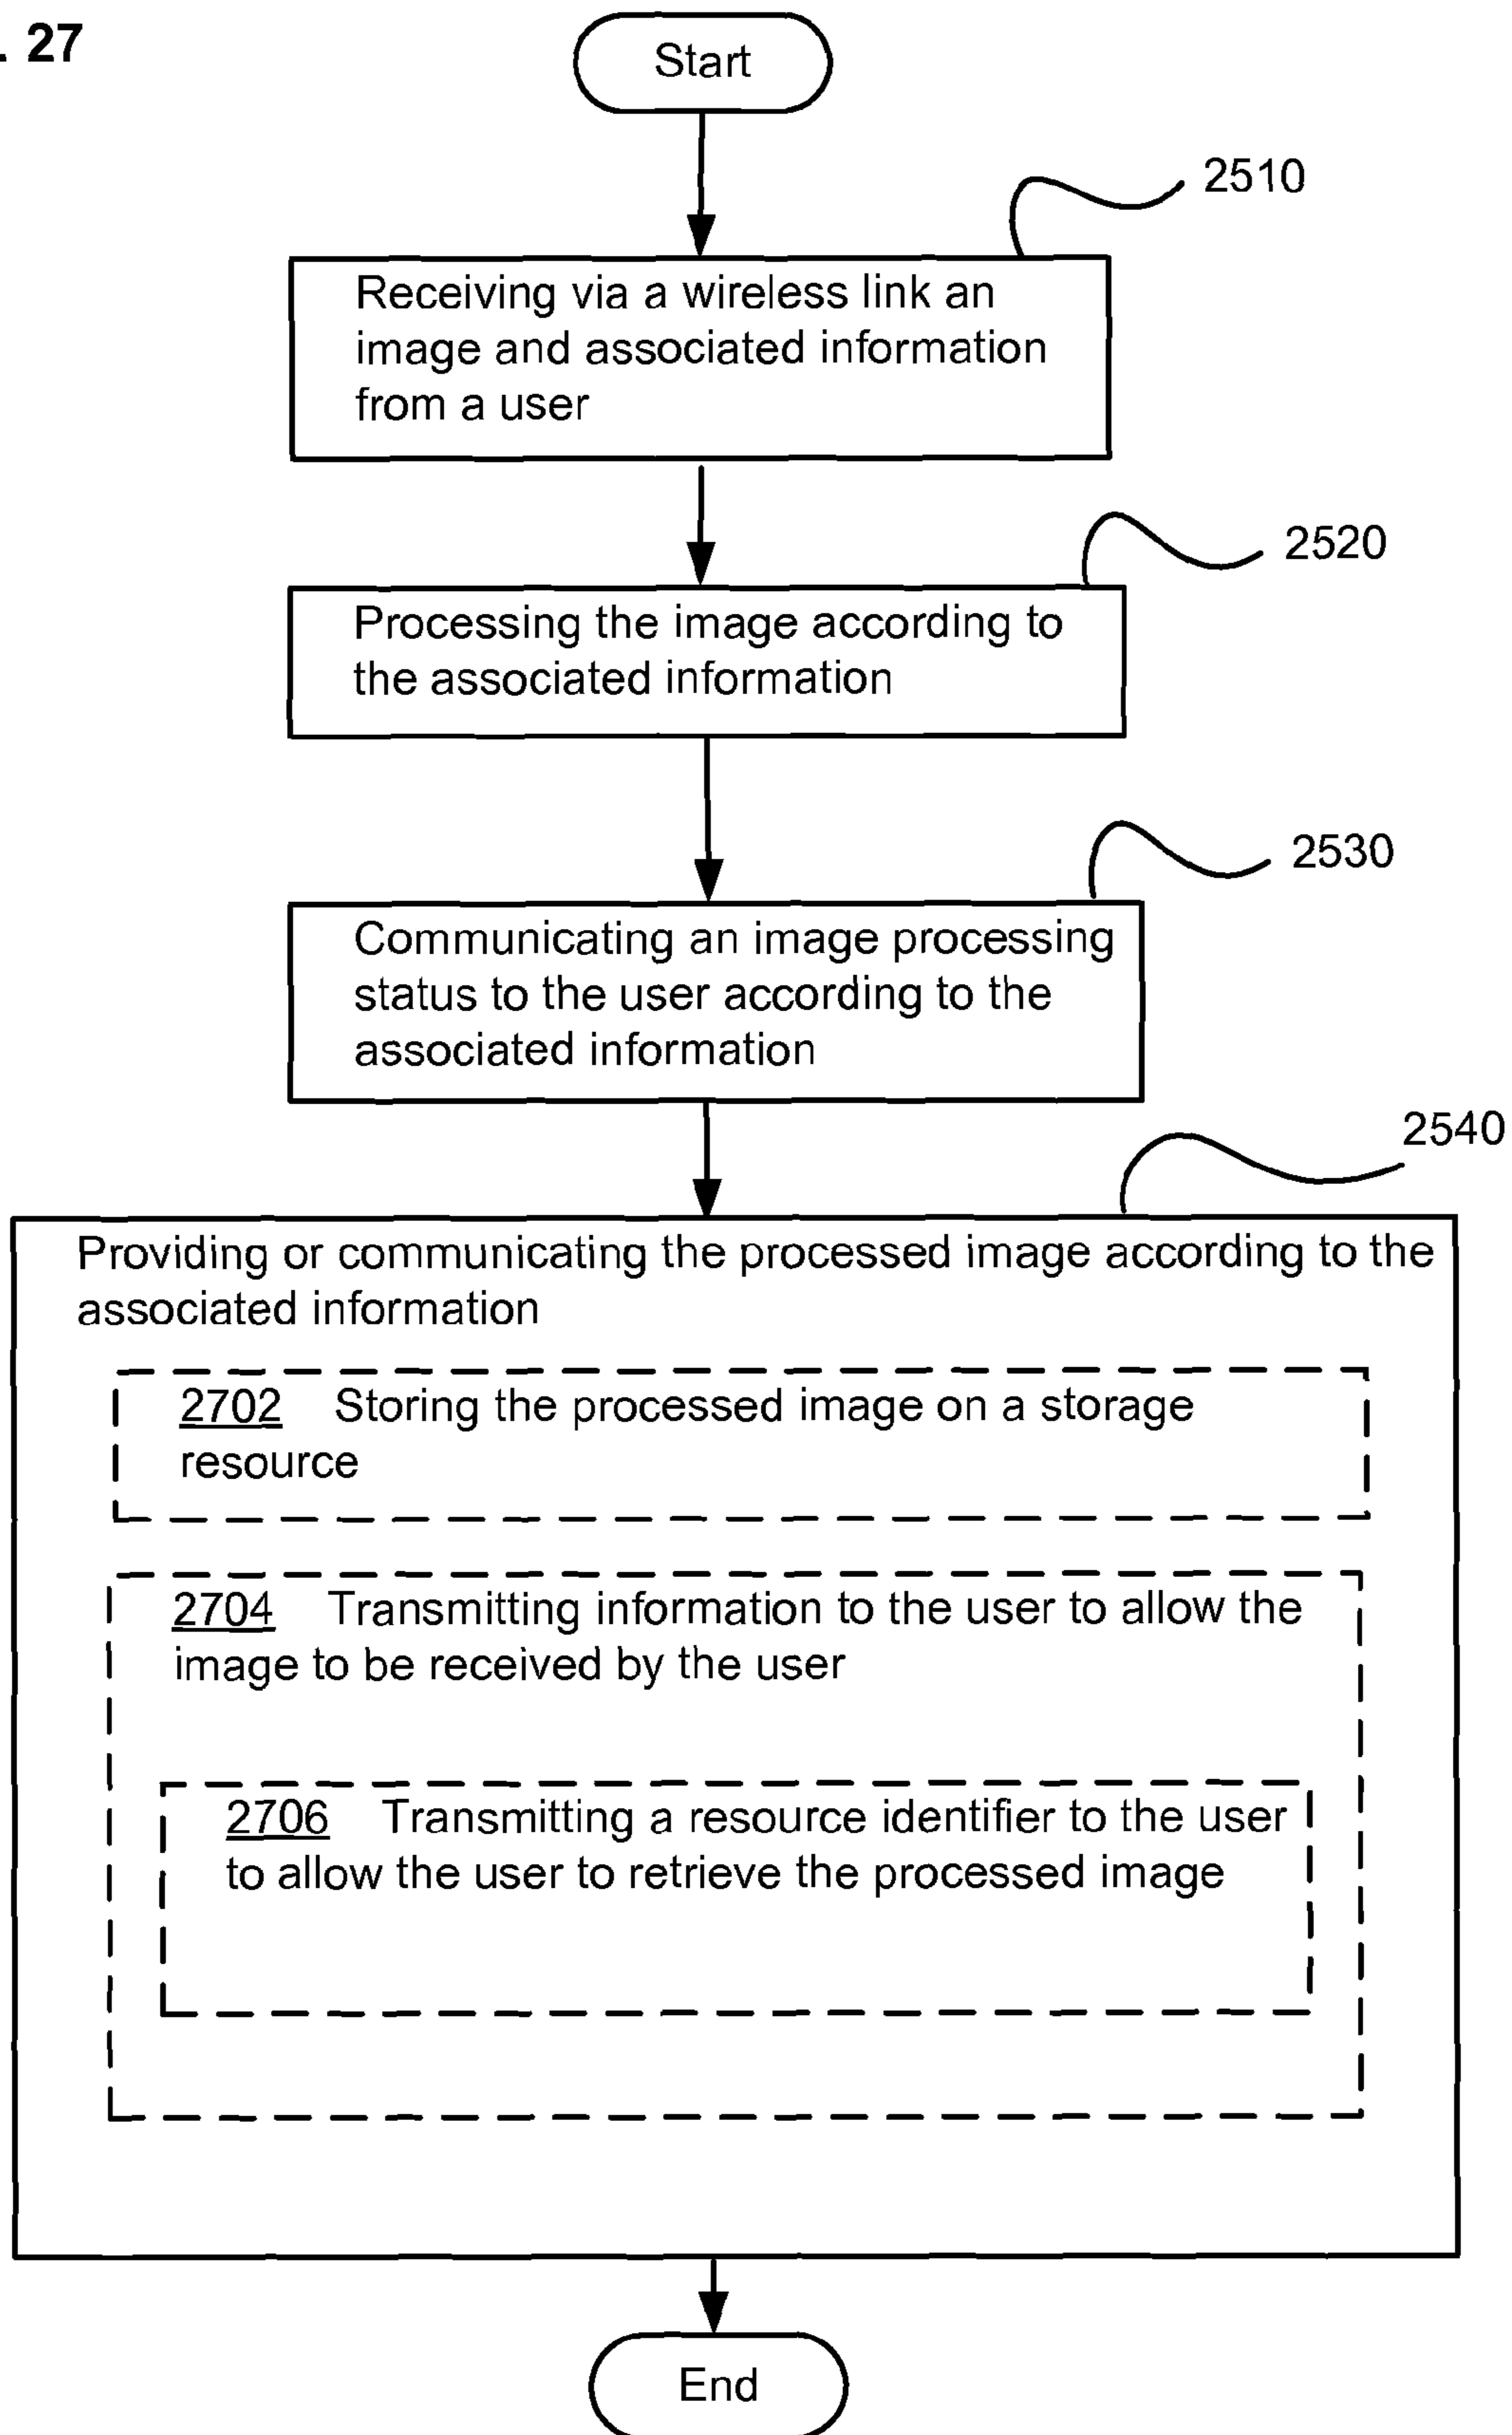 . 27
Start
2510
Receiving via a wireless link an
image and associated information
from a user
2520
Processing the image according to
the associated information
2530
Communicating an image processing
status to the user according to the
associated information
2540
Providing or communicating the processed image according to the
associated information
2702 Storing the processed image on a storage
resource
2704 Transmitting information to the user to allow the
image to be received by the user
2706 Transmitting a resource identifier to the user
to allow the user to retrieve the processed image
End